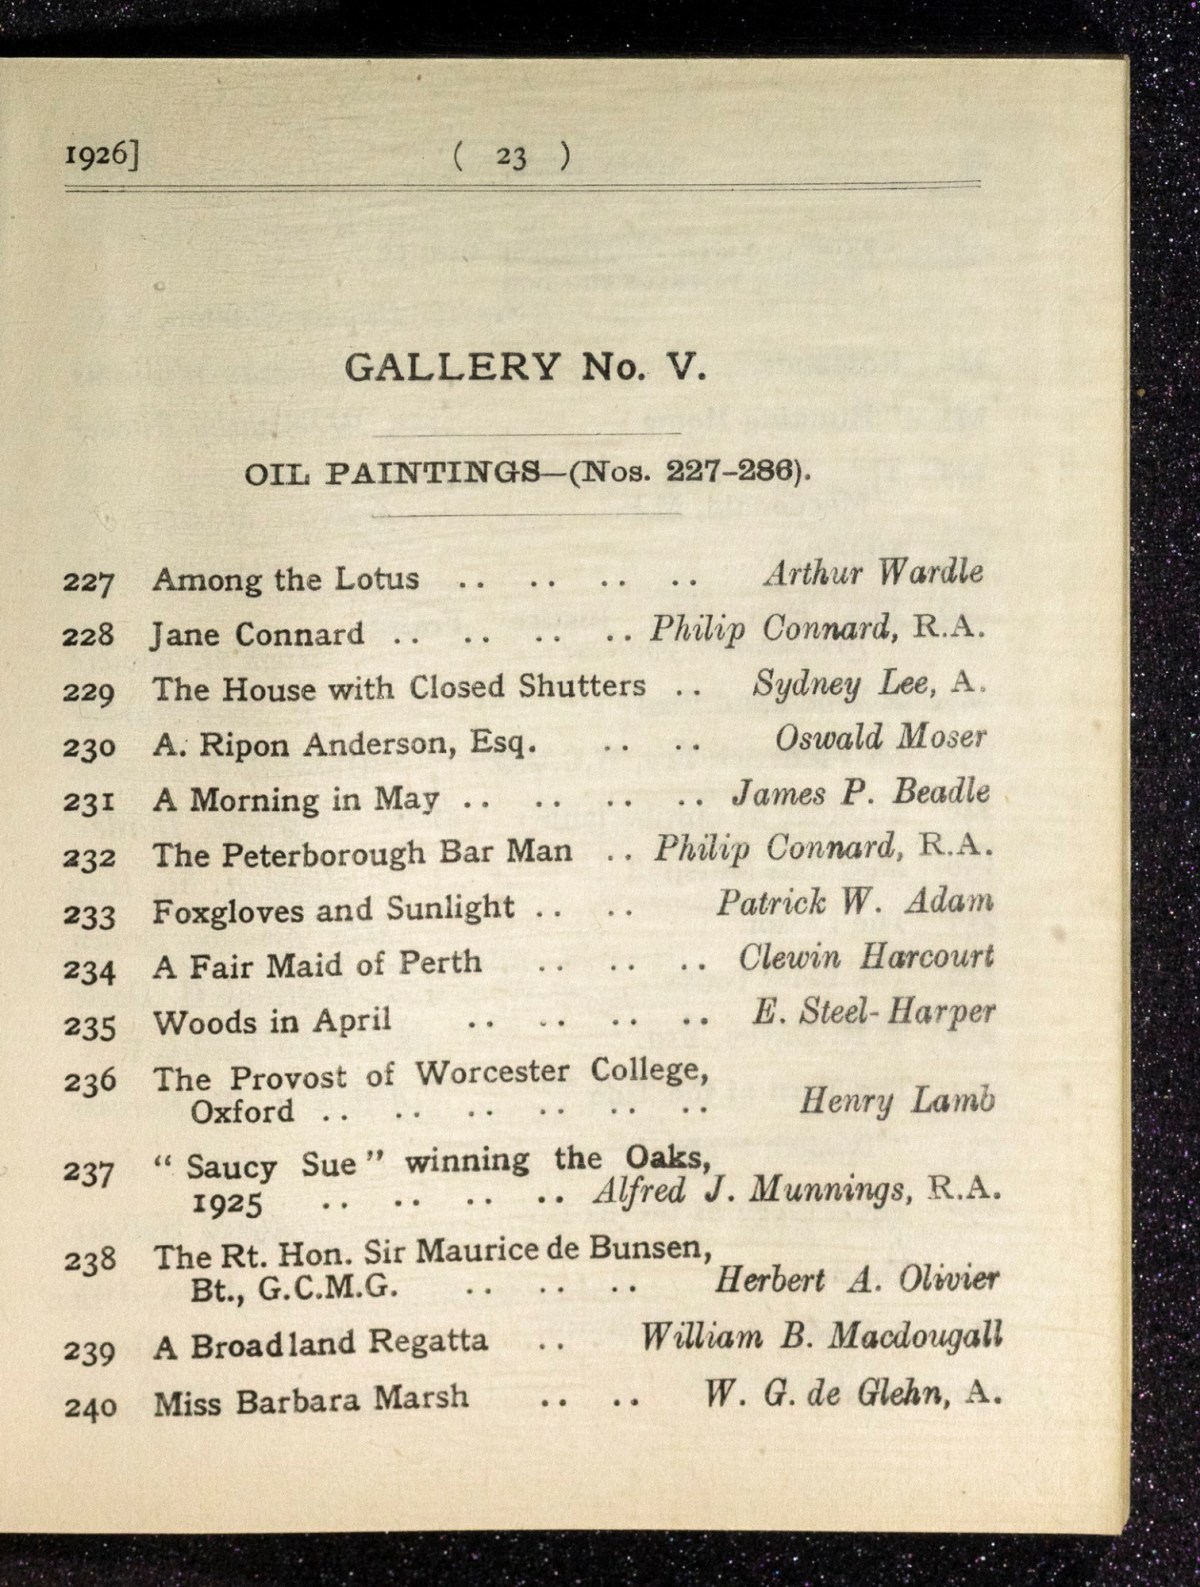 1926] ( 23 )
GALLERY No. V.
OIL PAINTINGS—(Nos. 227-286).
227 Among the Lotus .. .. .. .. Arthur Wardle
228 Jane Connard .. .. .. .. Philip Connard, R.A.
229 The House with Closed Shutters .. Sydney Lee, A.
230 A. Ripon Anderson, Esq. .. .. Oswald Moser
231 A Morning in May .. .. .. .. James P. Beadle
232 The Peterborough Bar Man .. Philip Connard, R.A.
233 Foxgloves and Sunlight .. .. Patrick W. Adam
234 A Fair Maid of Perth .. .. .. Clewin Harcourt
235 Woods in April .. .. .. .. E. Steel-Harper
236 The Provost of Worcester College,
Oxford .. .. .. .. .. .. Henry Lamb
237 “ Saucy Sue ” winning the Oaks,
1925 .. .. .. .. Alfred J. Munnings, R.A.
238 The Rt. Hon. Sir Maurice de Bunsen,
Bt., G.C.M.G. .. .. .. Herbert A. Olivier
239 A Broadland Regatta .. William B. Macdougall
240 Miss Barbara Marsh .. .. W. G. de Glehn, A.